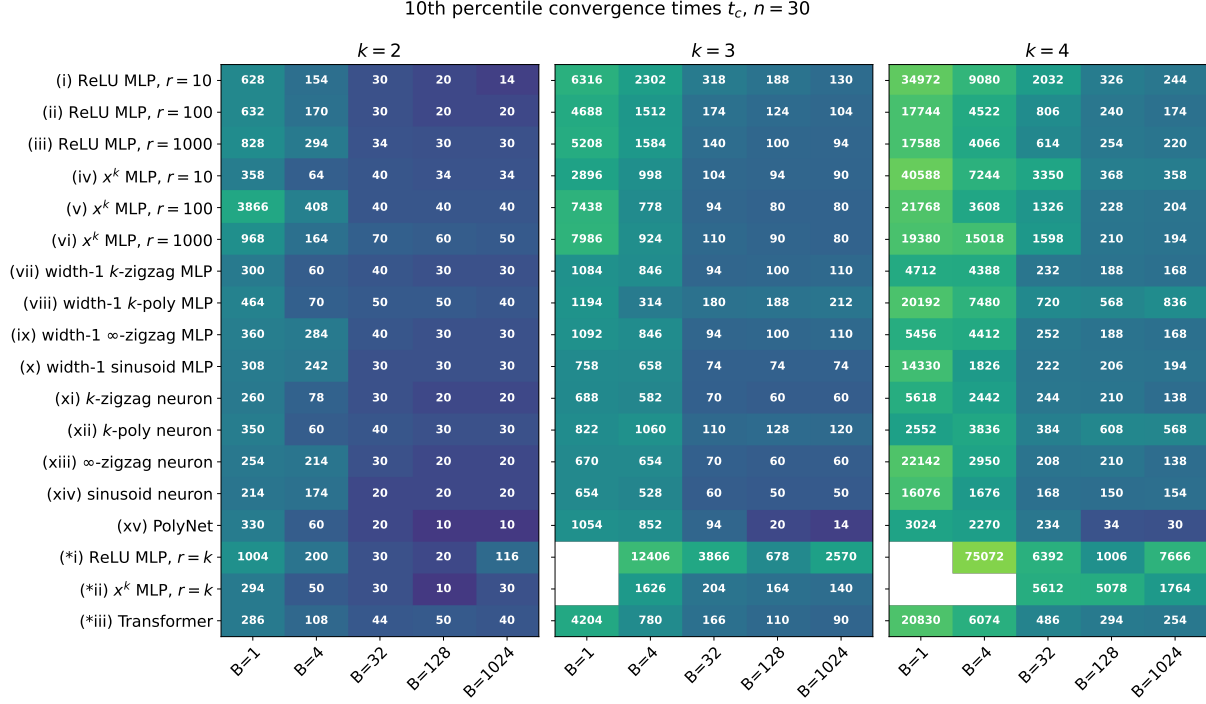 10th percentile convergence times t_c, n = 30
k = 2 k = 3 k = 4
(i) ReLU MLP, r = 10 628 154 30 20 14 6316 2302 318 188 130 34972 9080 2032 326 244
(ii) ReLU MLP, r = 100 632 170 30 20 20 4688 1512 174 124 104 17744 4522 806 240 174
(iii) ReLU MLP, r = 1000 828 294 34 30 30 5208 1584 140 100 94 17588 4066 614 254 220
(iv) x^k MLP, r = 10 358 64 40 34 34 2896 998 104 94 90 40588 7244 3350 368 358
(v) x^k MLP, r = 100 3866 408 40 40 40 7438 778 94 80 80 21768 3608 1326 228 204
(vi) x^k MLP, r = 1000 968 164 70 60 50 7986 924 110 90 80 19380 15018 1598 210 194
(vii) width-1 k-zigzag MLP 300 60 40 30 30 1084 846 94 100 110 4712 4388 232 188 168
(viii) width-1 k-poly MLP 464 70 50 50 40 1194 314 180 188 212 20192 7480 720 568 836
(ix) width-1 ∞-zigzag MLP 360 284 40 30 30 1092 846 94 100 110 5456 4412 252 188 168
(x) width-1 sinusoid MLP 308 242 30 30 30 758 658 74 74 74 14330 1826 222 206 194
(xi) k-zigzag neuron 260 78 30 20 20 688 582 70 60 60 5618 2442 244 210 138
(xii) k-poly neuron 350 60 40 30 30 822 1060 110 128 120 2552 3836 384 608 568
(xiii) ∞-zigzag neuron 254 214 30 20 20 670 654 70 60 60 22142 2950 208 210 138
(xiv) sinusoid neuron 214 174 20 20 20 654 528 60 50 50 16076 1676 168 150 154
(xv) PolyNet 330 60 20 10 10 1054 852 94 20 14 3024 2270 234 34 30
(*i) ReLU MLP, r = k 1004 200 30 20 116 12406 3866 678 2570 75072 6392 1006 7666
(*ii) x^k MLP, r = k 294 50 30 10 30 1626 204 164 140 5612 5078 1764
(*iii) Transformer 286 108 44 50 40 4204 780 166 110 90 20830 6074 486 294 254
B=1 B=4 B=32 B=128 B=1024 B=1 B=4 B=32 B=128 B=1024 B=1 B=4 B=32 B=128 B=1024